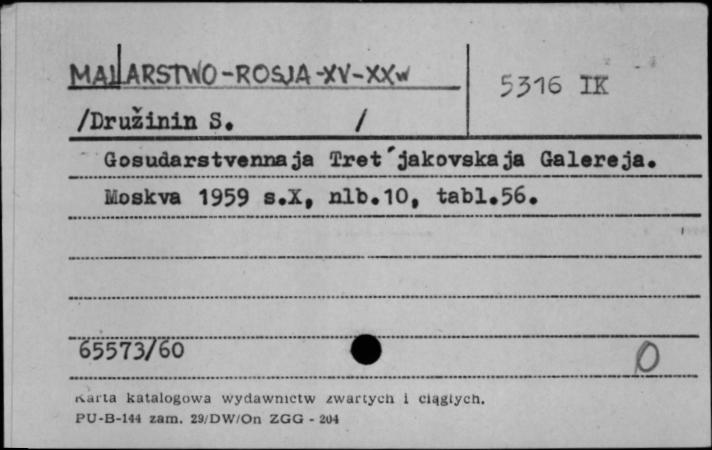 MALARSTWO-ROSJA-XV-XXw
5316 IK
/Družinin S. /
Gosudarstvennaja Tret´jakovskaja Galereja.
Moskva 1959 s.X, nlb.10, tabl.56.
65573/60
O
Karta katalogowa wydawnictw zwartych i ciągłych.
PU-B-144 zam. 29/DW/On ZGG - 204